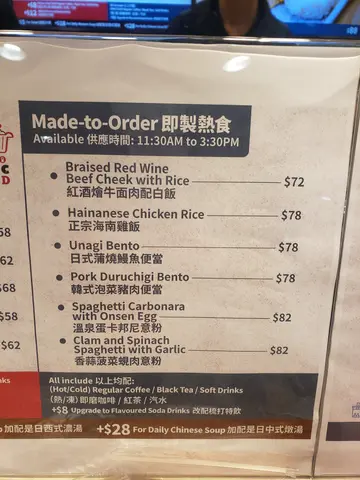 Made-to-Order 即製熱食
Available 供應時間: 11:30AM to 3:30PM
Braised Red Wine
Beef Cheek with Rice $72
紅酒燴牛面肉配白飯
Hainanese Chicken Rice $78
正宗海南雞飯
Unagi Bento $78
日式蒲燒鰻魚便當
Pork Duruchigi Bento $78
韓式泡菜豬肉便當
Spaghetti Carbonara
with Onsen Egg $82
溫泉蛋卡邦尼意粉
Clam and Spinach
Spaghetti with Garlic $82
香蒜菠菜蜆肉意粉
58
62
$68
$58
$62
All include 以上均配:
(Hot/Cold) Regular Coffee / Black Tea / Soft Drinks
(熱/凍) 即磨咖啡 / 紅茶 / 汽水
+$8 Upgrade to Flavoured Soda Drinks 改配梳打特飲
加配是日西式濃湯
+$28 For Daily Chinese Soup 加配是日中式燉湯